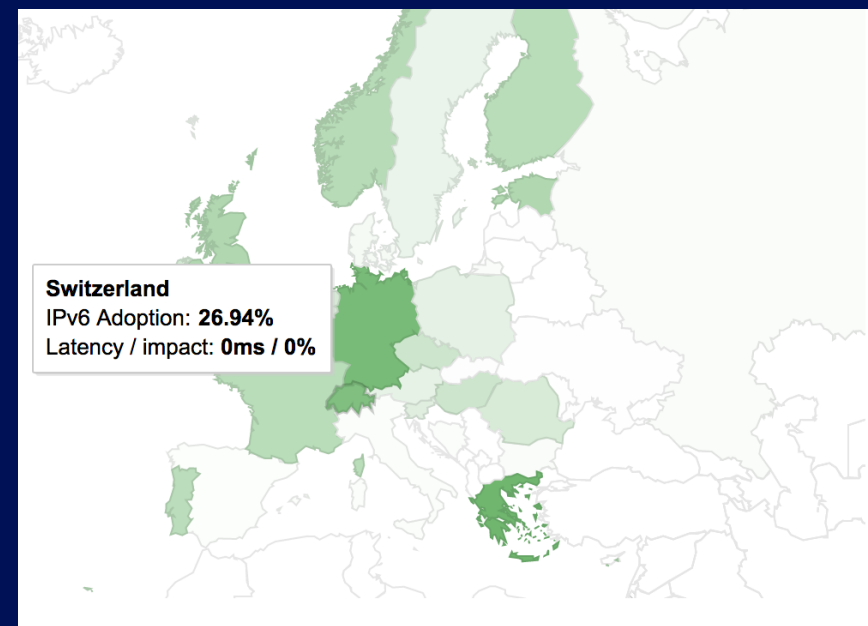 Switzerland
IPv6 Adoption: 26.94%
Latency / impact: 0ms / 0%